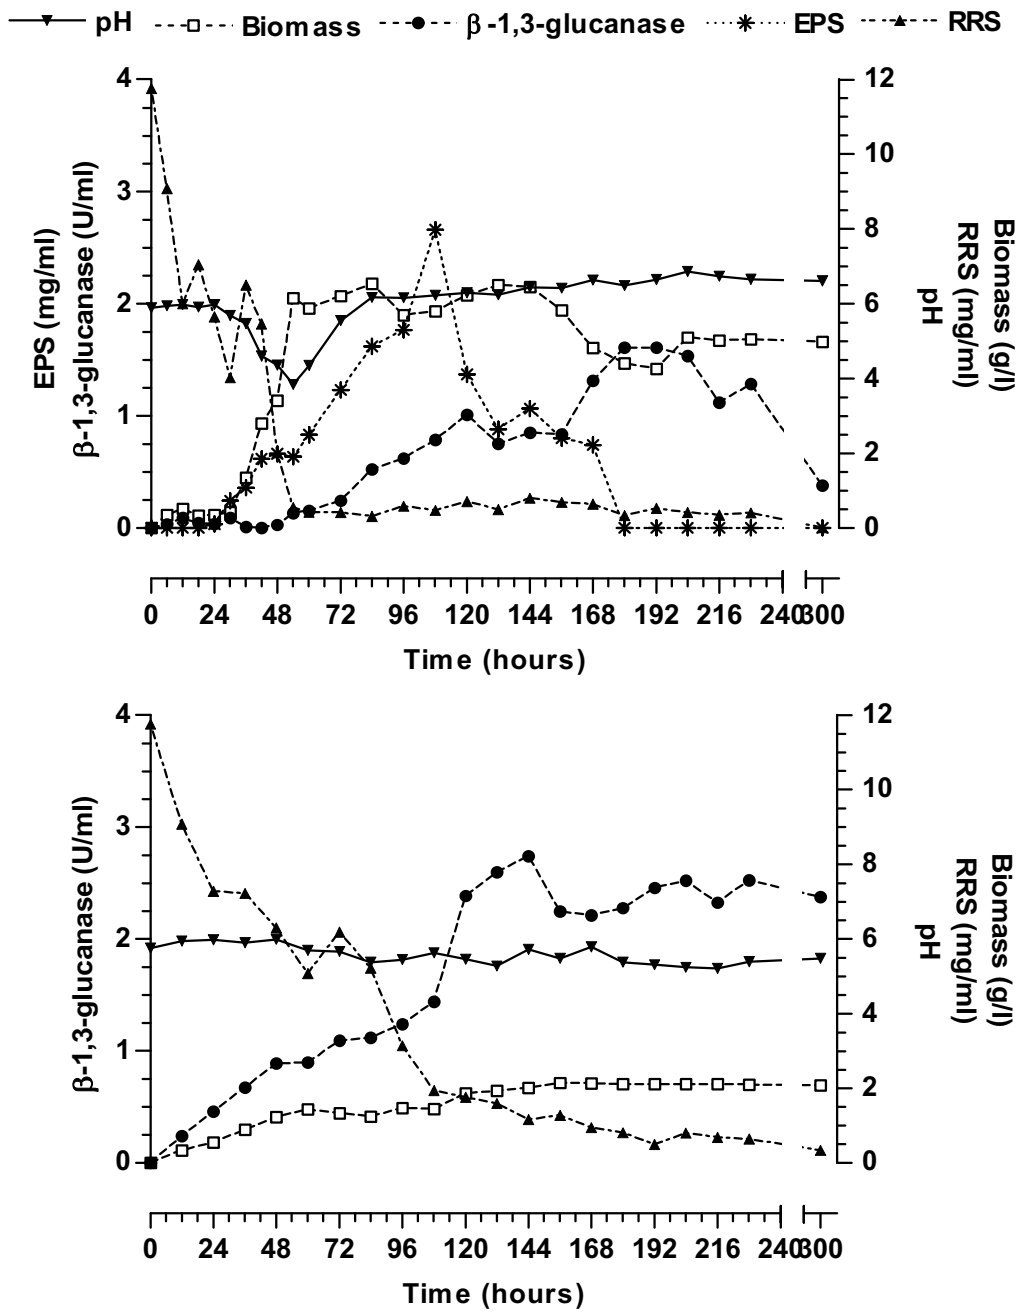 pH Biomass β-1,3-glucanase EPS RRS
4
3
2
1
0
EPS (mg/ml)
β-1,3-glucanase (U/ml)
12
10
8
6
4
2
0
Biomass (g/l)
RRS (mg/ml)
pH
0 24 48 72 96 120 144 168 192 216 240 300
Time (hours)
4
3
2
1
0
β-1,3-glucanase (U/ml)
12
10
8
6
4
2
0
Biomass (g/l)
RRS (mg/ml)
pH
0 24 48 72 96 120 144 168 192 216 240 300
Time (hours)